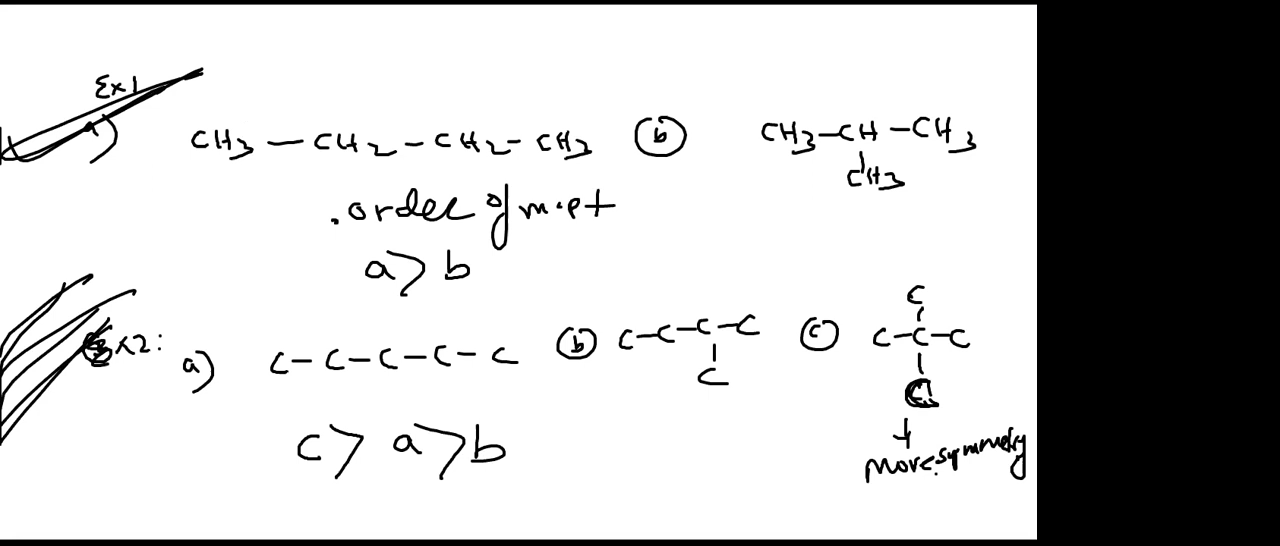 Ex1
a) CH3—CH2—CH2—CH3 (b) CH3—CH—CH3
CH3
.order of m.pt
a > b
C
Ex2: a) C—C—C—C—C (b) C—C—C—C (c) C—C—C
C
C
c > a > b
more symmetry